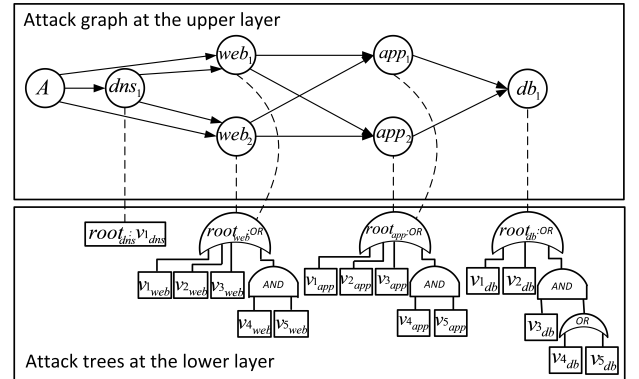 Attack graph at the upper layer
web1 app1
A dns1 db1
web2 app2
rootdns: v1dns rootweb:OR rootapp:OR rootdb:OR
v1web v2web v3web AND v1app v2app v3app AND v1db v2db AND
v4web v5web v4app v5app v3db OR
v4db v5db
Attack trees at the lower layer